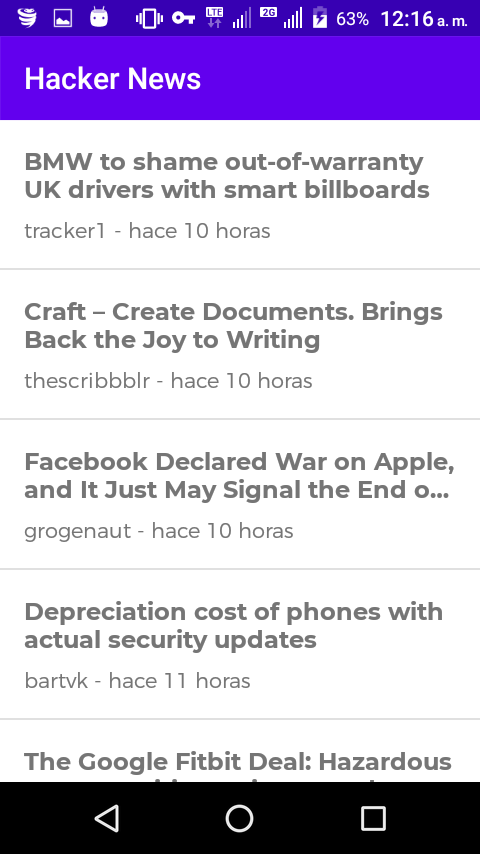 LTE 2G 63% 12:16 a. m.
Hacker News
BMW to shame out-of-warranty
UK drivers with smart billboards
tracker1 - hace 10 horas
Craft – Create Documents. Brings
Back the Joy to Writing
thescribbblr - hace 10 horas
Facebook Declared War on Apple,
and It Just May Signal the End o...
grogenaut - hace 10 horas
Depreciation cost of phones with
actual security updates
bartvk - hace 11 horas
The Google Fitbit Deal: Hazardous